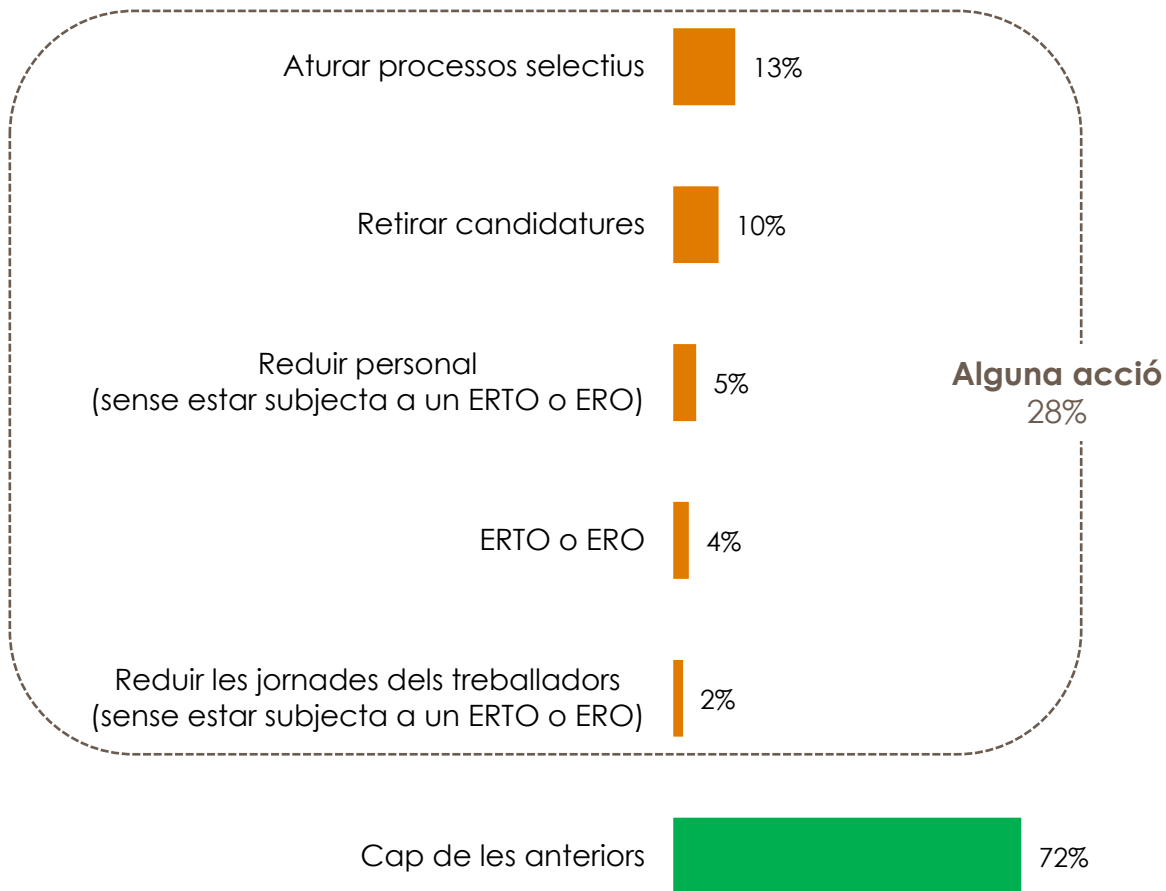 Aturar processos selectius
13%
Retirar candidatures
10%
Reduir personal
(sense estar subjecta a un ERTO o ERO)
5%
Alguna acció
28%
ERTO o ERO
4%
Reduir les jornades dels treballadors
(sense estar subjecta a un ERTO o ERO)
2%
Cap de les anteriors
72%